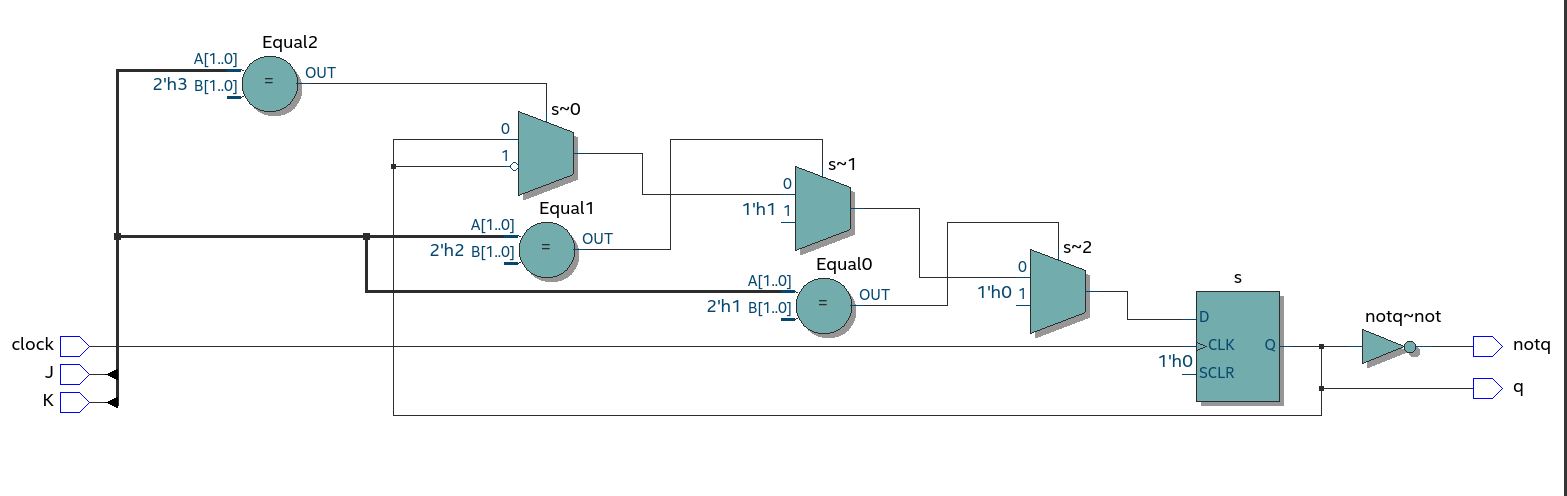 Equal2
A[1..0]
2'h3 B[1..0]
=
OUT
s~0
0
1
Equal1
A[1..0]
2'h2 B[1..0]
=
OUT
s~1
0
1'h1 1
Equal0
A[1..0]
2'h1 B[1..0]
=
OUT
s~2
0
1'h0 1
s
D
CLK
1'h0 SCLR
Q
notq~not
clock
J
K
notq
q